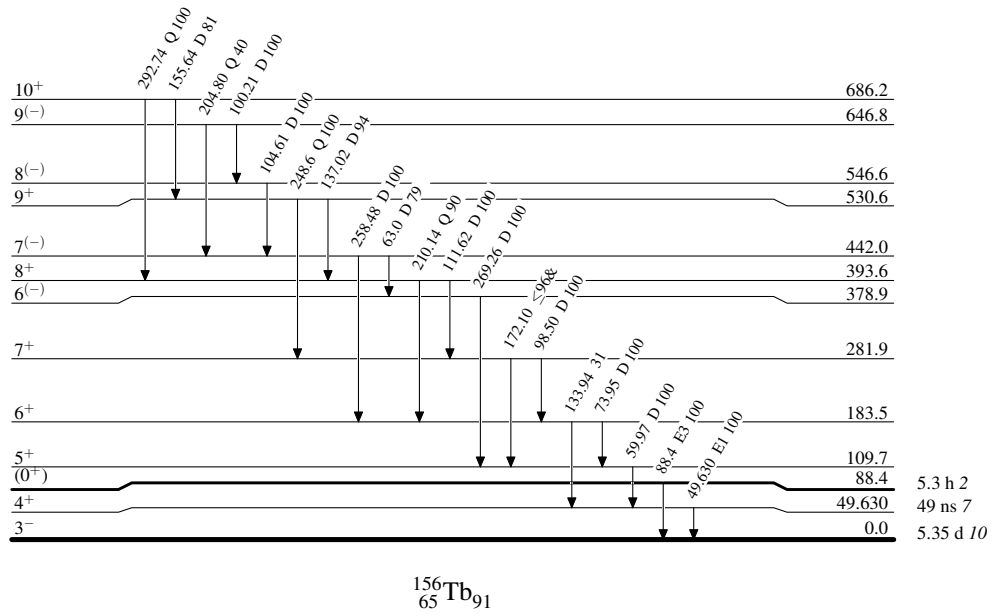 292.74 Q 100
155.64 D 81
204.80 Q 40
100.21 D 100
104.61 D 100
248.6 Q 100
137.02 D 94
258.48 D 100
63.0 D 79
210.14 Q 90
111.62 D 100
269.26 D 100
172.10 ≤96&
98.50 D 100
133.94 31
73.95 D 100
59.97 D 100
88.4 E3 100
49.630 E1 100
10⁺ 686.2
9⁽⁻⁾ 646.8
8⁽⁻⁾ 546.6
9⁺ 530.6
7⁽⁻⁾ 442.0
8⁺ 393.6
6⁽⁻⁾ 378.9
7⁺ 281.9
6⁺ 183.5
5⁺ 109.7
(0⁺) 88.4 5.3 h 2
4⁺ 49.630 49 ns 7
3⁻ 0.0 5.35 d 10
¹⁵⁶₆₅Tb₉₁